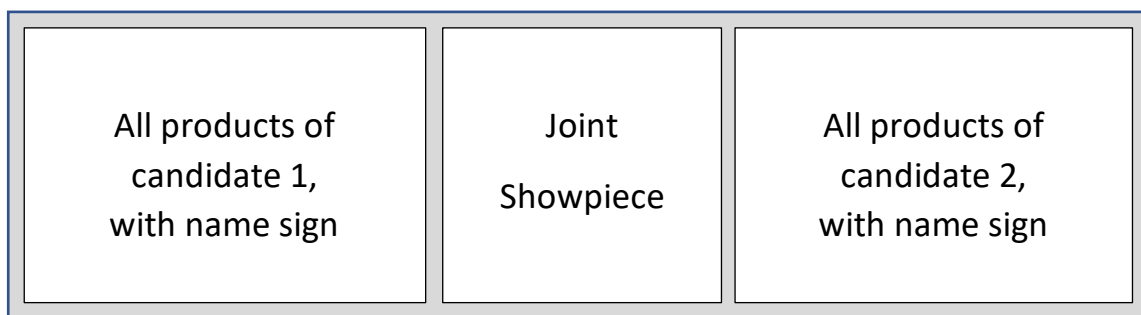 All products of
candidate 1,
with name sign
Joint
Showpiece
All products of
candidate 2,
with name sign